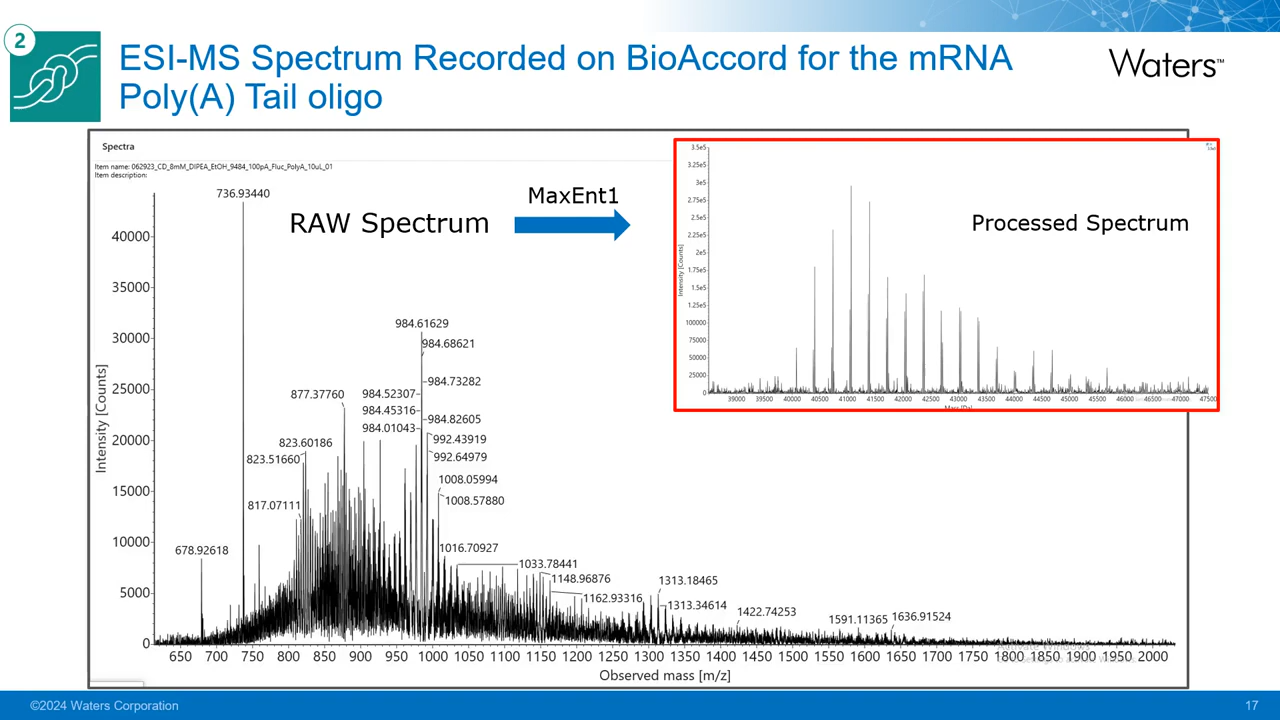 2
ESI-MS Spectrum Recorded on BioAccord for the mRNA
Poly(A) Tail oligo
Waters™
Spectra
Item name: 062923_CD_8mM_DIPEA_EtOH_9484_100pA_Fluc_PolyA_10uL_01
Item description:
RAW Spectrum
MaxEnt1
Processed Spectrum
Intensity [Counts]
3.5e5
3.25e5
3e5
2.75e5
2.5e5
2.25e5
2e5
1.75e5
1.5e5
1.25e5
100000
75000
50000
25000
0
39000 39500 40000 40500 41000 41500 42000 42500 43000 43500 44000 44500 45000 45500 46000 46500 47000 47500
Mass [Da]
Intensity [Counts]
40000
35000
30000
25000
20000
15000
10000
5000
0
736.93440
984.61629
984.68621
984.73282
877.37760
984.52307
984.45316
984.82605
984.01043
992.43919
823.60186
992.64979
823.51660
1008.05994
1008.57880
817.07111
678.92618
1016.70927
1033.78441
1148.96876
1162.93316
1313.18465
1313.34614
1422.74253
1591.11365
1636.91524
650 700 750 800 850 900 950 1000 1050 1100 1150 1200 1250 1300 1350 1400 1450 1500 1550 1600 1650 1700 1750 1800 1850 1900 1950 2000
Observed mass [m/z]
Activate Windows
©2024 Waters Corporation
17